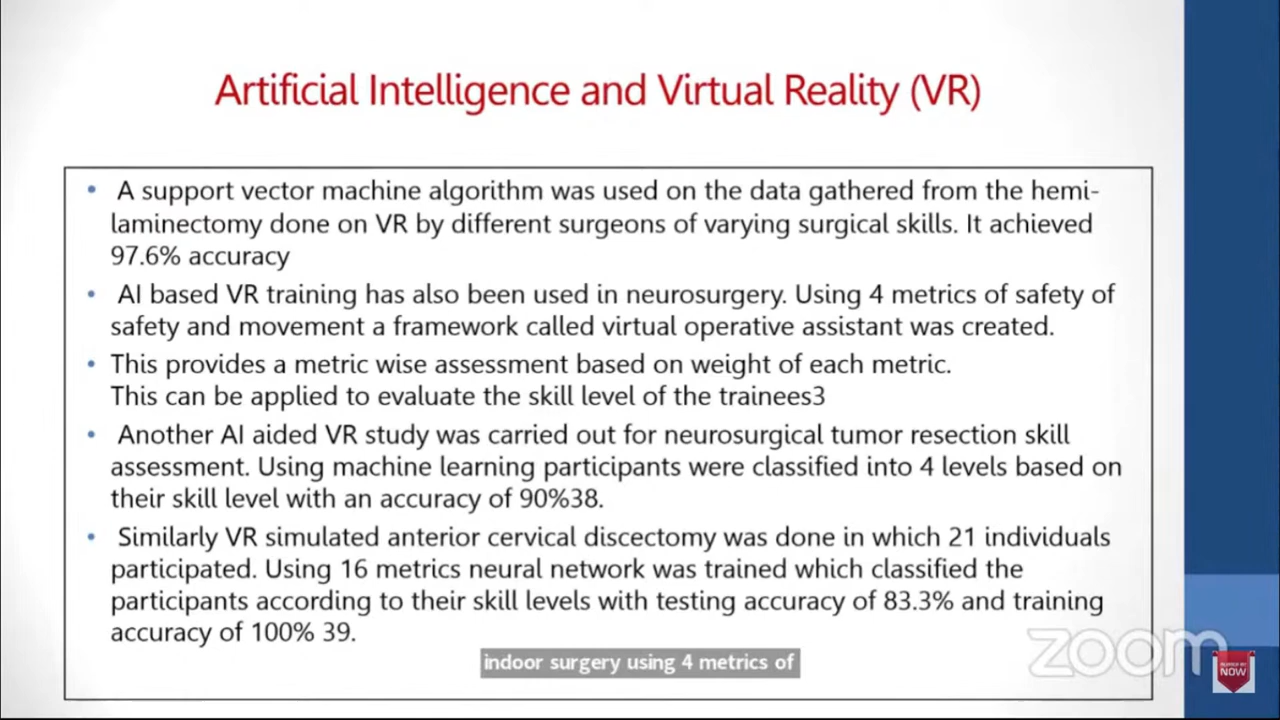 Artificial Intelligence and Virtual Reality (VR)
• A support vector machine algorithm was used on the data gathered from the hemi-
laminectomy done on VR by different surgeons of varying surgical skills. It achieved
97.6% accuracy
• AI based VR training has also been used in neurosurgery. Using 4 metrics of safety of
safety and movement a framework called virtual operative assistant was created.
• This provides a metric wise assessment based on weight of each metric.
This can be applied to evaluate the skill level of the trainees3
• Another AI aided VR study was carried out for neurosurgical tumor resection skill
assessment. Using machine learning participants were classified into 4 levels based on
their skill level with an accuracy of 90%38.
• Similarly VR simulated anterior cervical discectomy was done in which 21 individuals
participated. Using 16 metrics neural network was trained which classified the
participants according to their skill levels with testing accuracy of 83.3% and training
accuracy of 100% 39.
indoor surgery using 4 metrics of
zoom
NOW